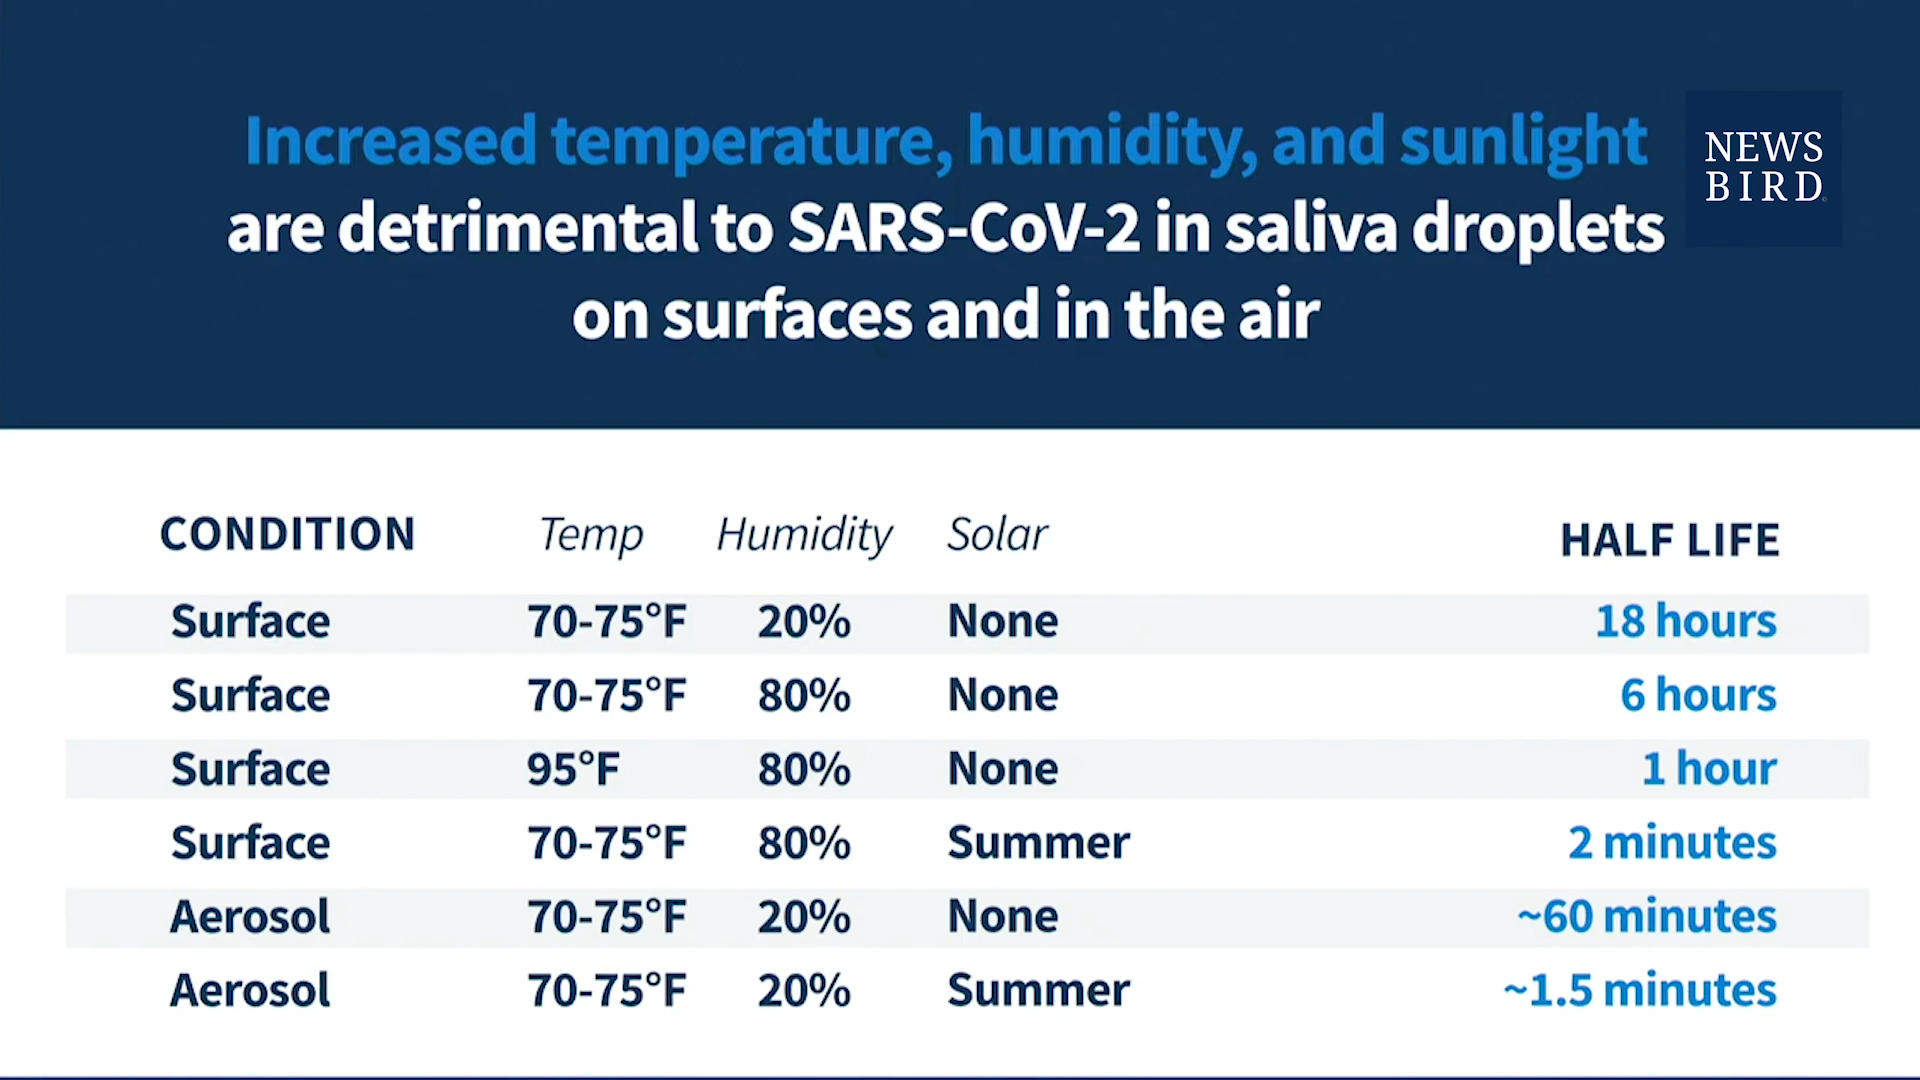 Increased temperature, humidity, and sunlight
are detrimental to SARS-CoV-2 in saliva droplets
on surfaces and in the air
NEWS
BIRD
CONDITION Temp Humidity Solar HALF LIFE
Surface 70-75°F 20% None 18 hours
Surface 70-75°F 80% None 6 hours
Surface 95°F 80% None 1 hour
Surface 70-75°F 80% Summer 2 minutes
Aerosol 70-75°F 20% None ~60 minutes
Aerosol 70-75°F 20% Summer ~1.5 minutes